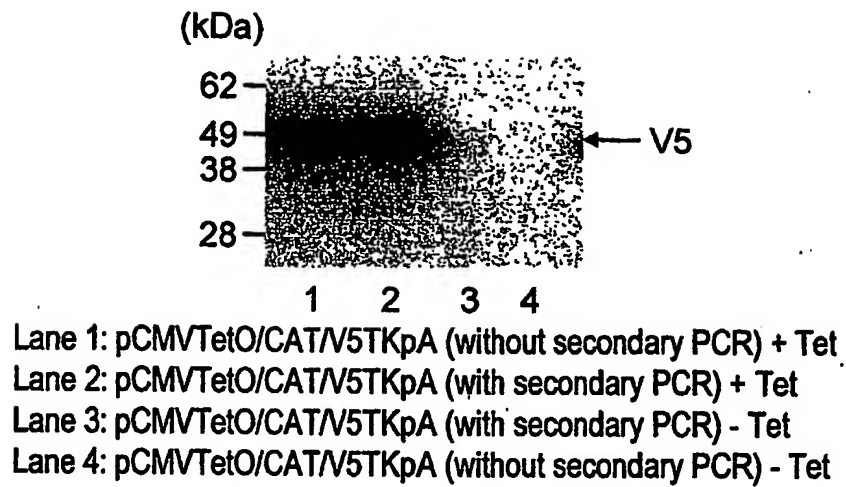 (kDa)
62
49
38
28
V5
1 2 3 4
Lane 1: pCMVTetO/CAT/V5TKpA (without secondary PCR) + Tet
Lane 2: pCMVTetO/CAT/V5TKpA (with secondary PCR) + Tet
Lane 3: pCMVTetO/CAT/V5TKpA (with secondary PCR) - Tet
Lane 4: pCMVTetO/CAT/V5TKpA (without secondary PCR) - Tet